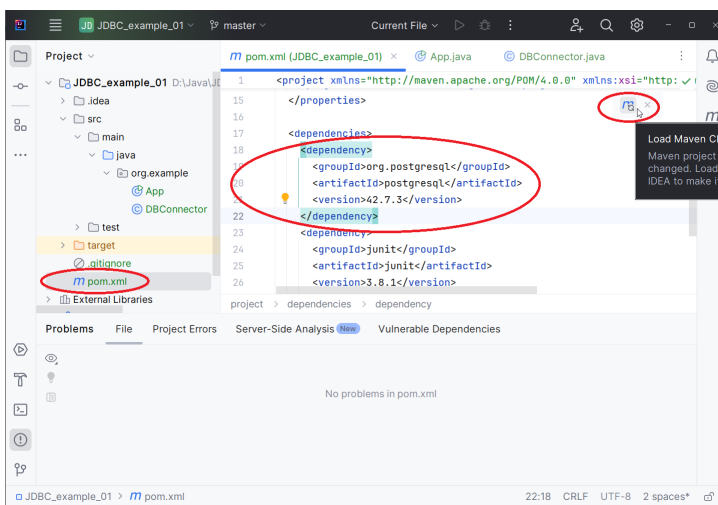 JD JDBC_example_01 master Current File
Project
pom.xml (JDBC_example_01) × App.java DBConnector.java
JDBC_example_01 D:\Java\JD
.idea
src
main
java
org.example
App
DBConnector
test
target
.gitignore
pom.xml
External Libraries
1 <project xmlns="http://maven.apache.org/POM/4.0.0" xmlns:xsi="http:
15 </properties>
16
17 <dependencies>
18 <dependency>
19 <groupId>org.postgresql</groupId>
20 <artifactId>postgresql</artifactId>
21 <version>42.7.3</version>
22 </dependency>
23 <dependency>
24 <groupId>junit</groupId>
25 <artifactId>junit</artifactId>
26 <version>3.8.1</version>
Load Maven Ch
Maven project
changed. Load
IDEA to make i
project > dependencies > dependency
Problems File Project Errors Server-Side Analysis New Vulnerable Dependencies
No problems in pom.xml
JDBC_example_01 > m pom.xml 22:18 CRLF UTF-8 2 spaces*